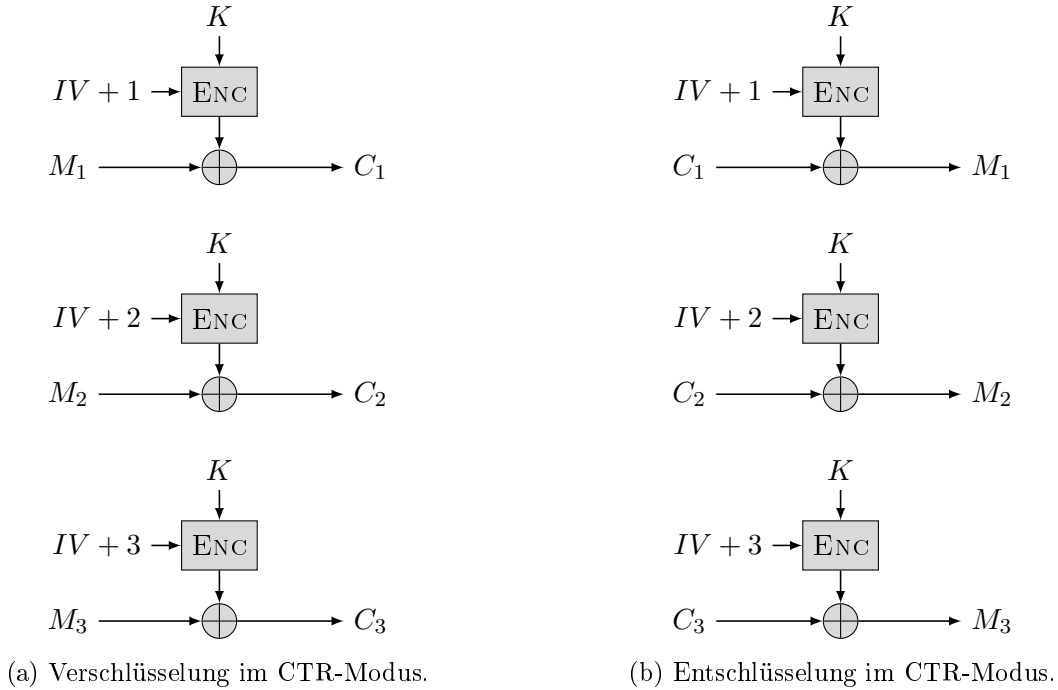 K K
IV + 1 ENC IV + 1 ENC
M₁ C₁ C₁ M₁
K K
IV + 2 ENC IV + 2 ENC
M₂ C₂ C₂ M₂
K K
IV + 3 ENC IV + 3 ENC
M₃ C₃ C₃ M₃
(a) Verschlüsselung im CTR-Modus. (b) Entschlüsselung im CTR-Modus.